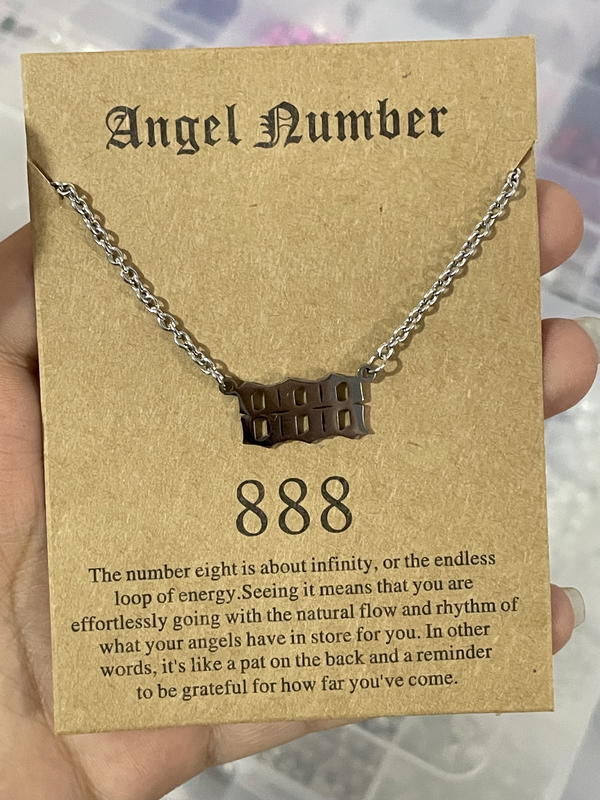 Angel Number
888
888
The number eight is about infinity, or the endless
loop of energy.Seeing it means that you are
effortlessly going with the natural flow and rhythm of
what your angels have in store for you. In other
words, it's like a pat on the back and a reminder
to be grateful for how far you've come.